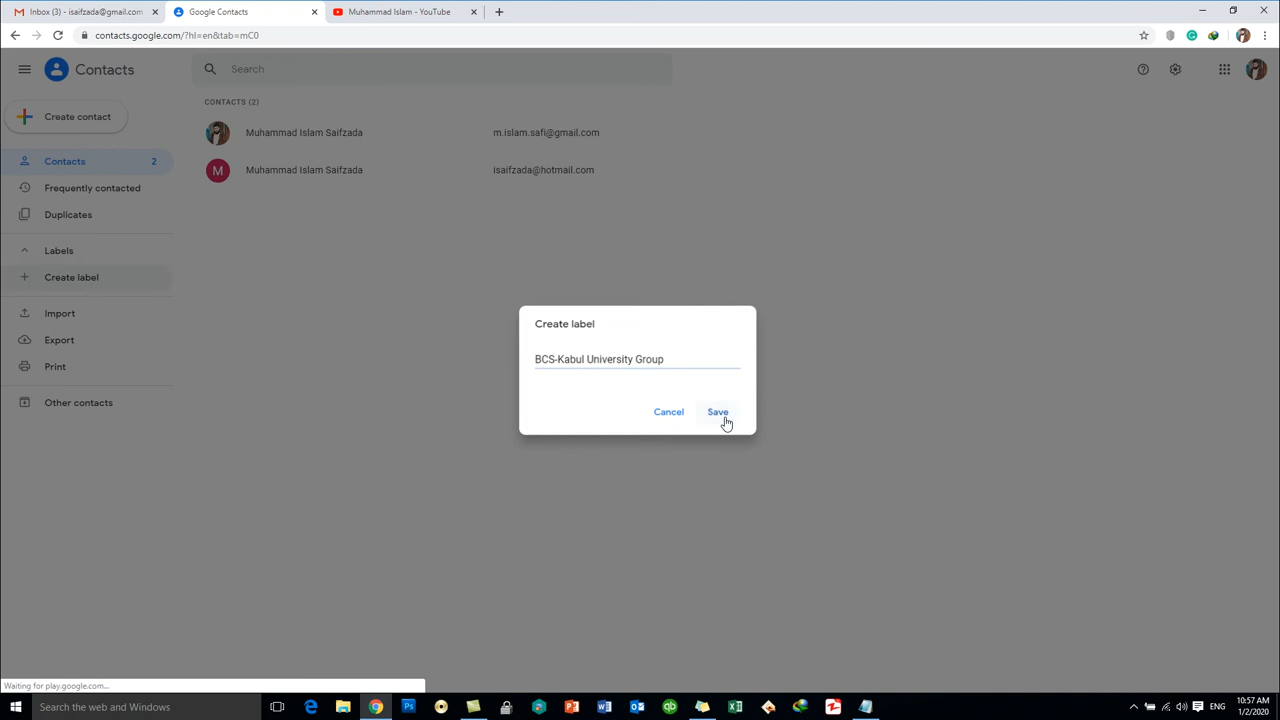 Inbox (3) - isaifzada@gmail.com
Google Contacts
Muhammad Islam - YouTube
contacts.google.com/?hl=en&tab=mC0
Contacts
Search
Create contact
CONTACTS (2)
Muhammad Islam Saifzada m.islam.safi@gmail.com
Contacts 2
M Muhammad Islam Saifzada isaifzada@hotmail.com
Frequently contacted
Duplicates
Labels
Create label
Import
Export
Print
Other contacts
Create label
BCS-Kabul University Group
Cancel Save
Waiting for play.google.com...
Search the web and Windows
ENG
10:57 AM
1/2/2020